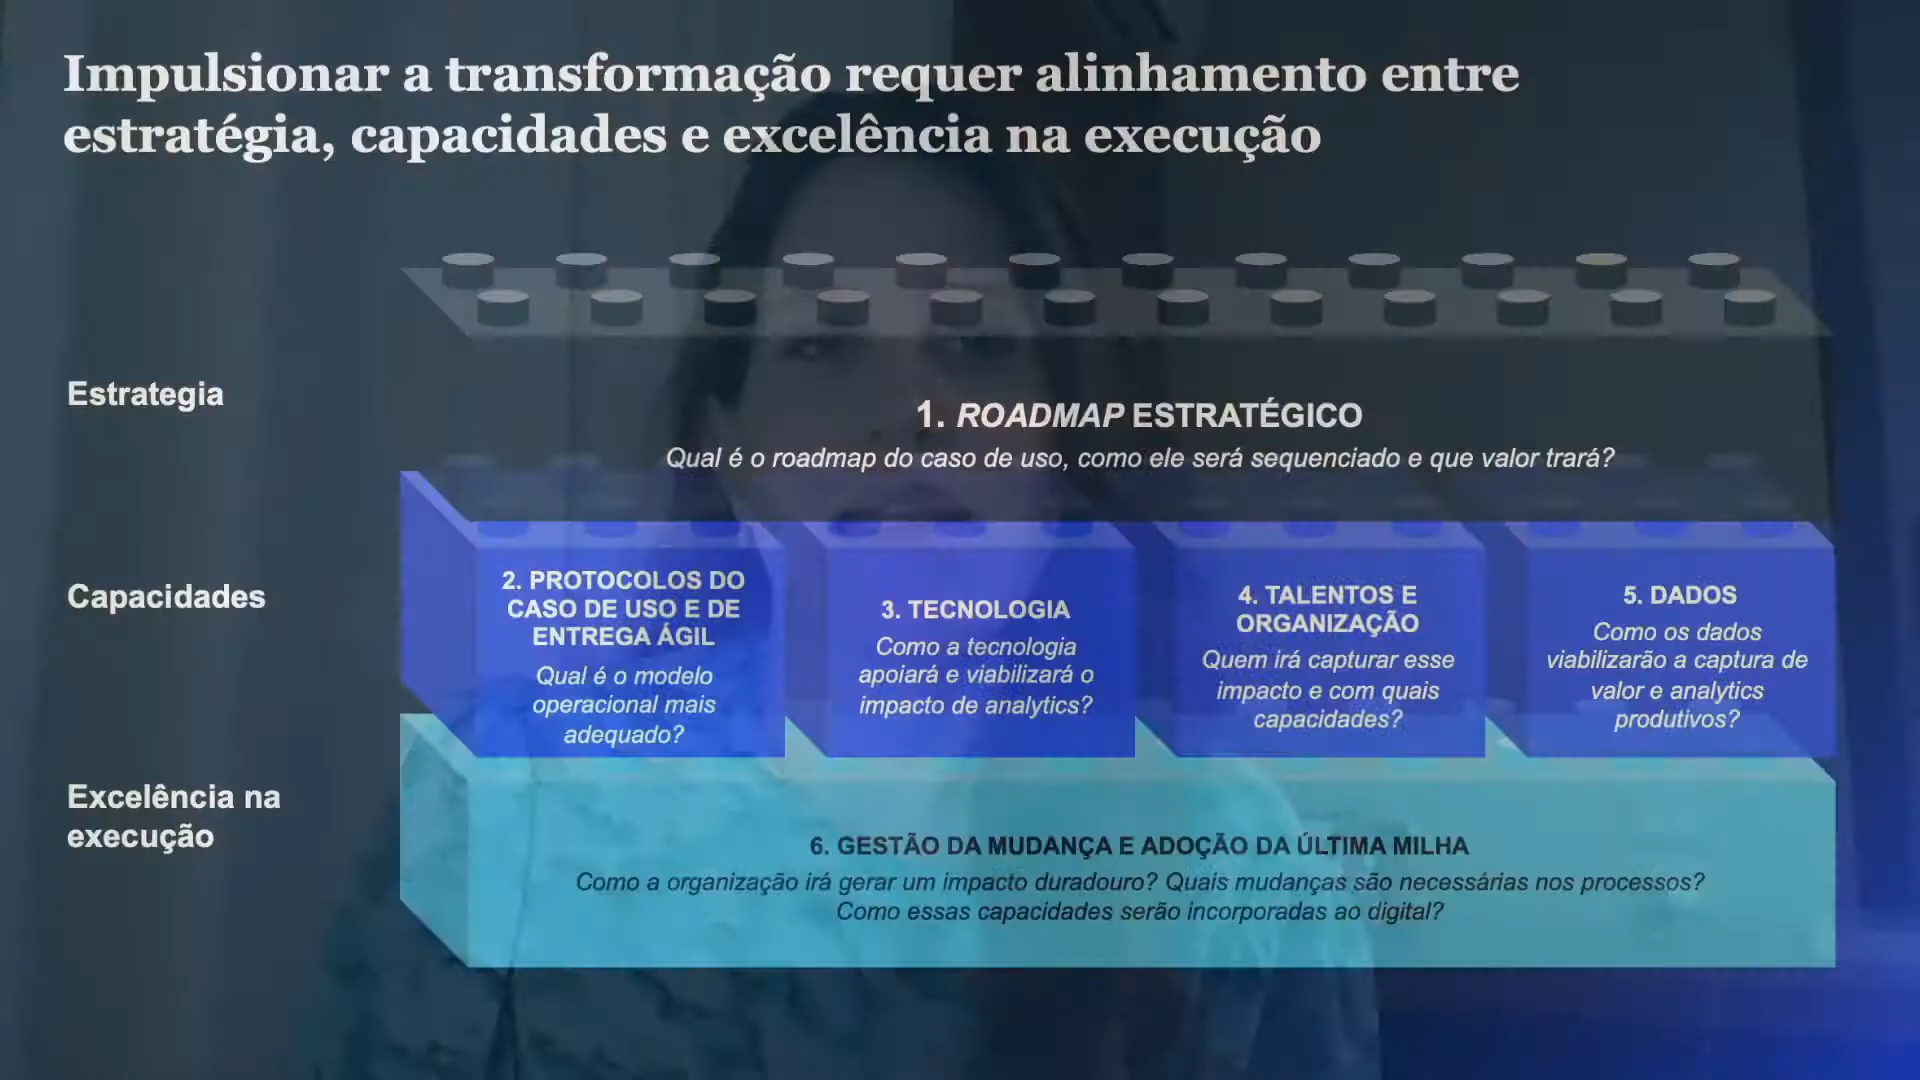 Impulsionar a transformação requer alinhamento entre
estratégia, capacidades e excelência na execução
Estrategia
1. ROADMAP ESTRATÉGICO
Qual é o roadmap do caso de uso, como ele será sequenciado e que valor trará?
Capacidades
2. PROTOCOLOS DO
CASO DE USO E DE
ENTREGA ÁGIL
Qual é o modelo
operacional mais
adequado?
3. TECNOLOGIA
Como a tecnologia
apoiará e viabilizará o
impacto de analytics?
4. TALENTOS E
ORGANIZAÇÃO
Quem irá capturar esse
impacto e com quais
capacidades?
5. DADOS
Como os dados
viabilizarão a captura de
valor e analytics
produtivos?
Excelência na
execução
6. GESTÃO DA MUDANÇA E ADOÇÃO DA ÚLTIMA MILHA
Como a organização irá gerar um impacto duradouro? Quais mudanças são necessárias nos processos?
Como essas capacidades serão incorporadas ao digital?